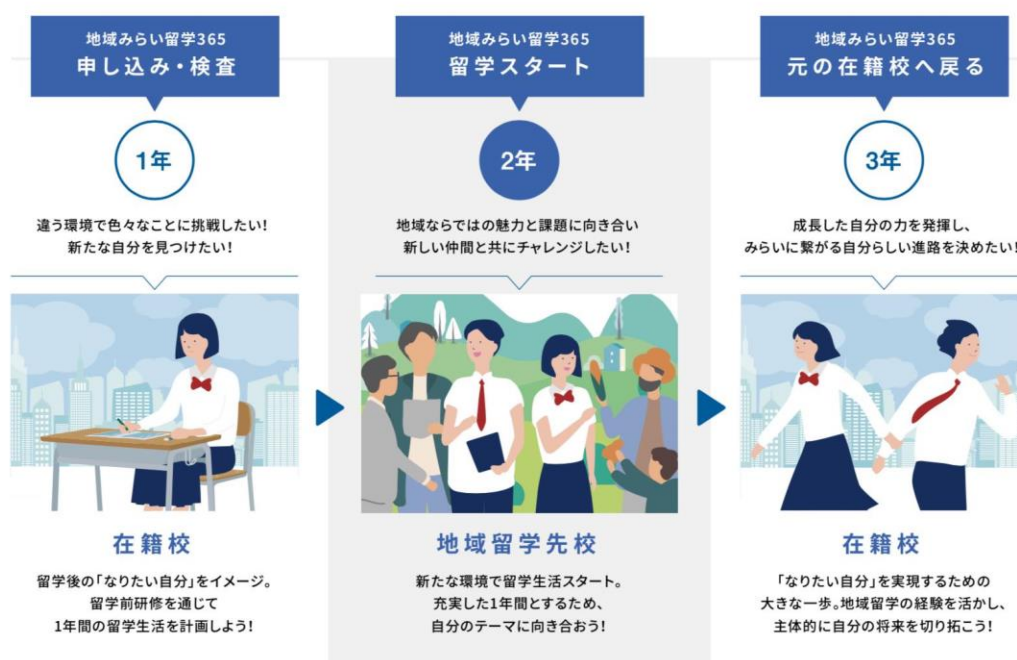 地域みらい留学365
申し込み・検査
1年
違う環境で色々なことに挑戦したい!
新たな自分を見つけたい!
在籍校
留学後の「なりたい自分」をイメージ。
留学前研修を通じて
1年間の留学生活を計画しよう!
地域みらい留学365
留学スタート
2年
地域ならではの魅力と課題に向き合い
新しい仲間と共にチャレンジしたい!
地域留学先校
新たな環境で留学生活スタート。
充実した1年間とするため、
自分のテーマに向き合おう!
地域みらい留学365
元の在籍校へ戻る
3年
成長した自分の力を発揮し、
みらいに繋がる自分らしい進路を決めたい!
在籍校
「なりたい自分」を実現するための
大きな一歩。地域留学の経験を活かし、
主体的に自分の将来を切り拓こう!